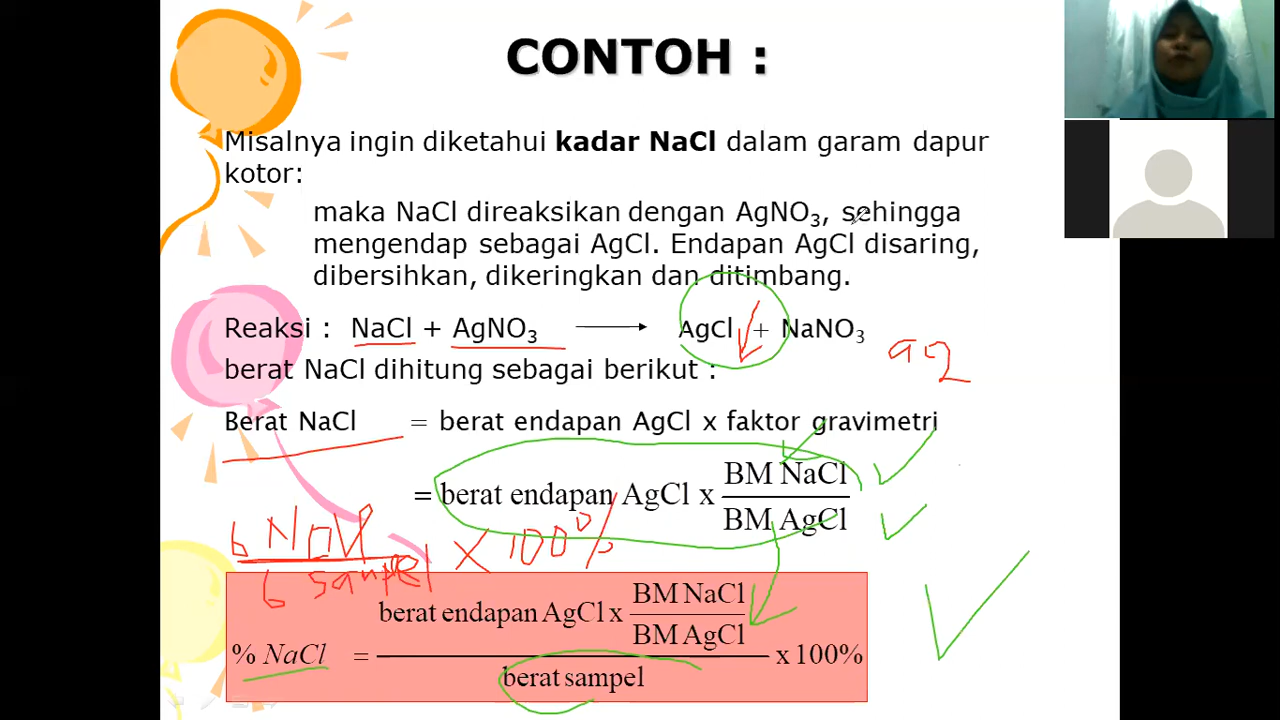 CONTOH :
Misalnya ingin diketahui kadar NaCl dalam garam dapur
kotor:
maka NaCl direaksikan dengan AgNO₃, sehingga
mengendap sebagai AgCl. Endapan AgCl disaring,
dibersihkan, dikeringkan dan ditimbang.
Reaksi : NaCl + AgNO₃ → AgCl + NaNO₃
aq
berat NaCl dihitung sebagai berikut :
Berat NaCl = berat endapan AgCl x faktor gravimetri
= berat endapan AgCl x BM NaCl
BM AgCl
x 100%
b sampel
berat endapan AgCl x BM NaCl
BM AgCl
% NaCl = x 100%
berat sampel